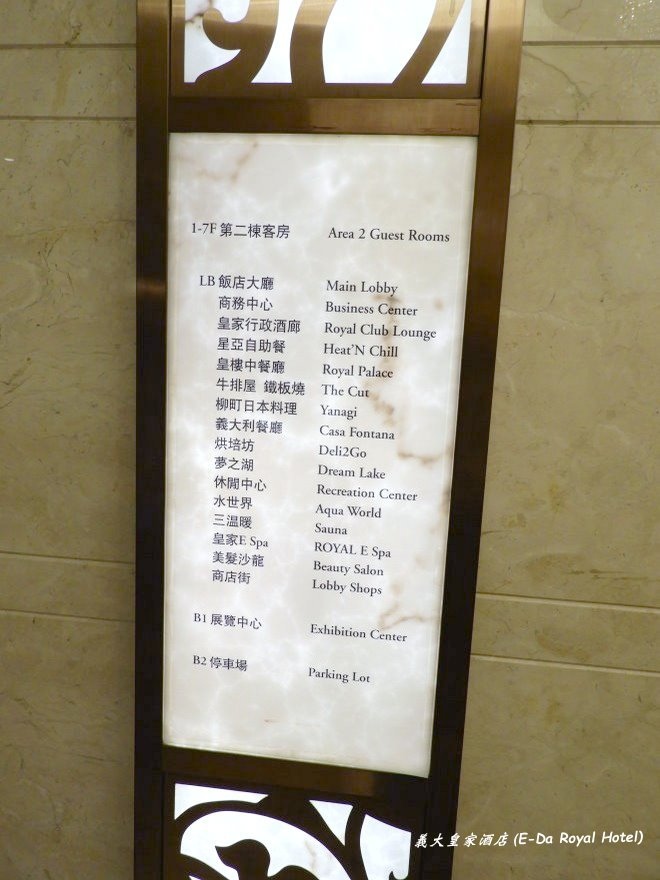 1-7F 第二棟客房 Area 2 Guest Rooms
LB 飯店大廳 Main Lobby
商務中心 Business Center
皇家行政酒廊 Royal Club Lounge
星亞自助餐 Heat'N Chill
皇樓中餐廳 Royal Palace
牛排屋 鐵板燒 The Cut
柳町日本料理 Yanagi
義大利餐廳 Casa Fontana
烘培坊 Deli2Go
夢之湖 Dream Lake
休閒中心 Recreation Center
水世界 Aqua World
三溫暖 Sauna
皇家E Spa ROYAL E Spa
美髮沙龍 Beauty Salon
商店街 Lobby Shops
B1 展覽中心 Exhibition Center
B2 停車場 Parking Lot
義大皇家酒店 (E-Da Royal Hotel)